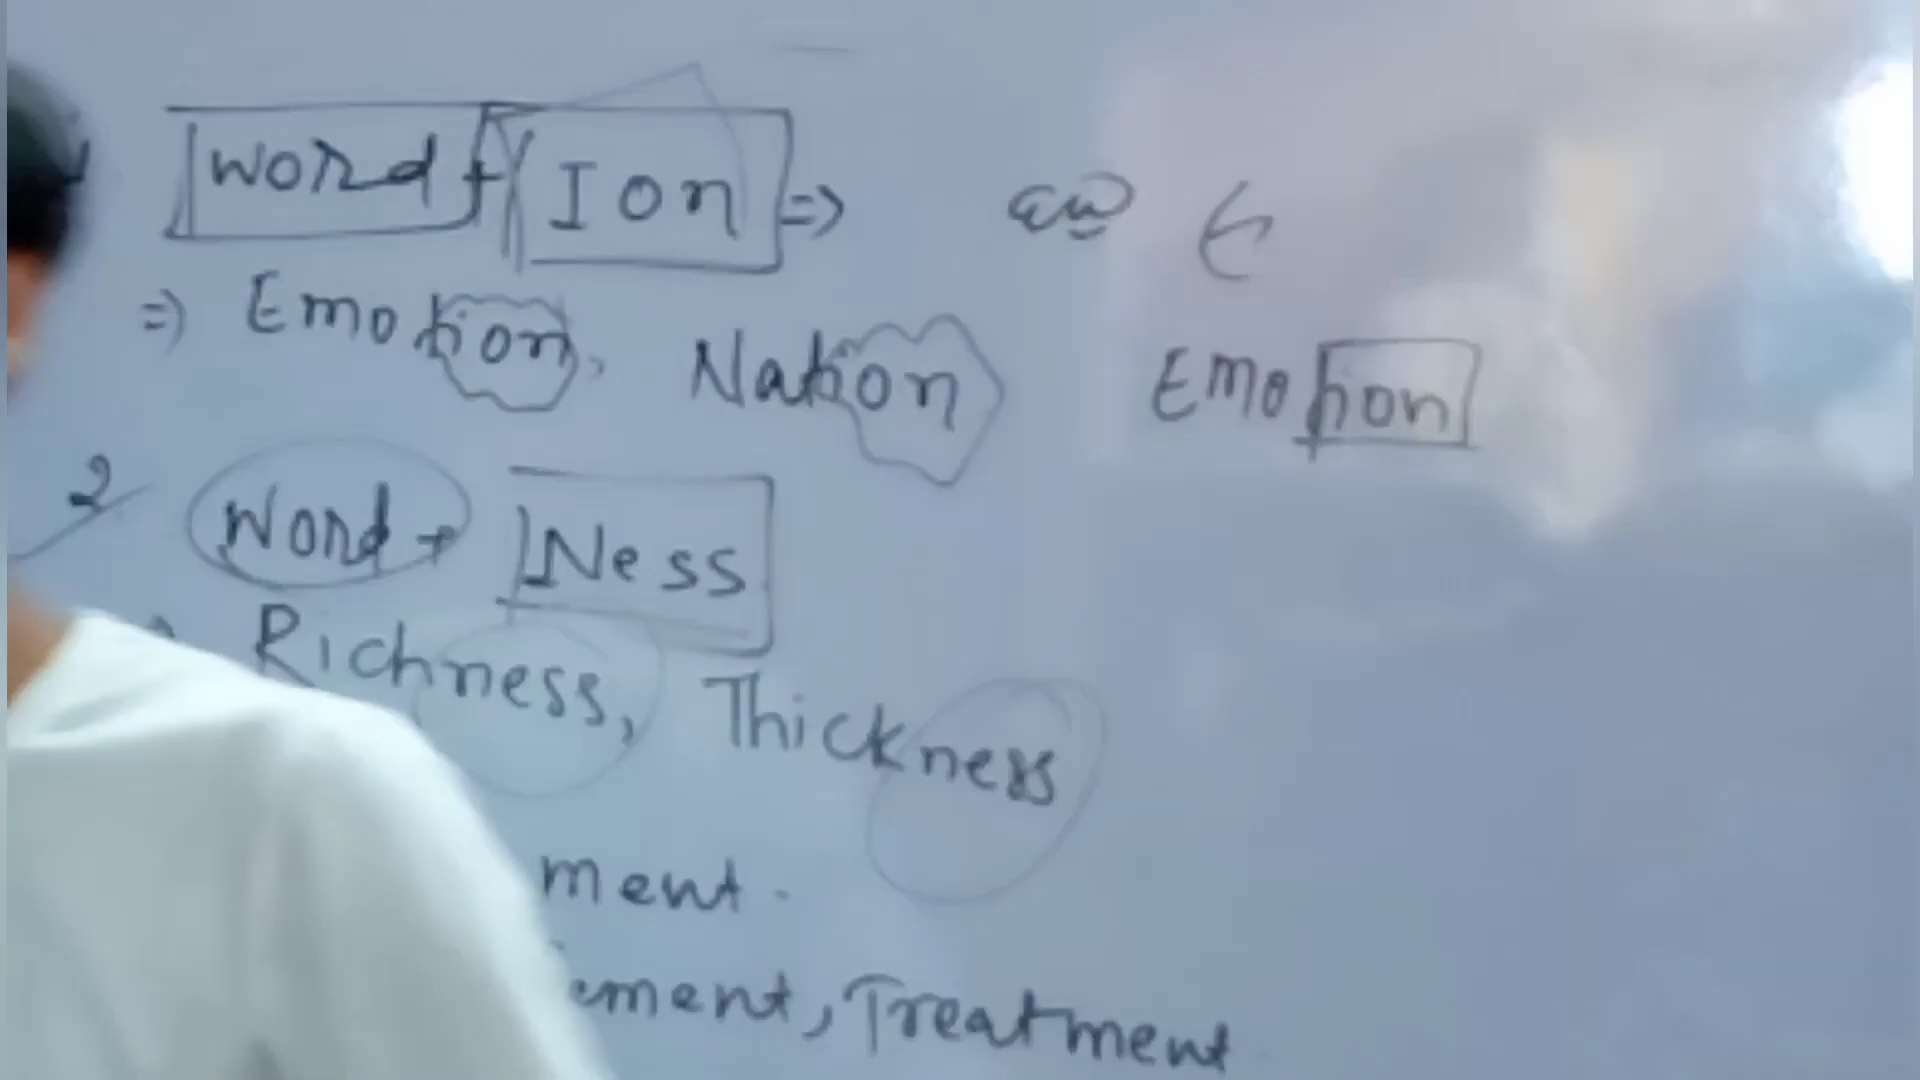 Word + Ion =>
=> Emotion, Nation Emotion
2 Word + Ness
Richness, Thickness
ment.
ement, Treatment